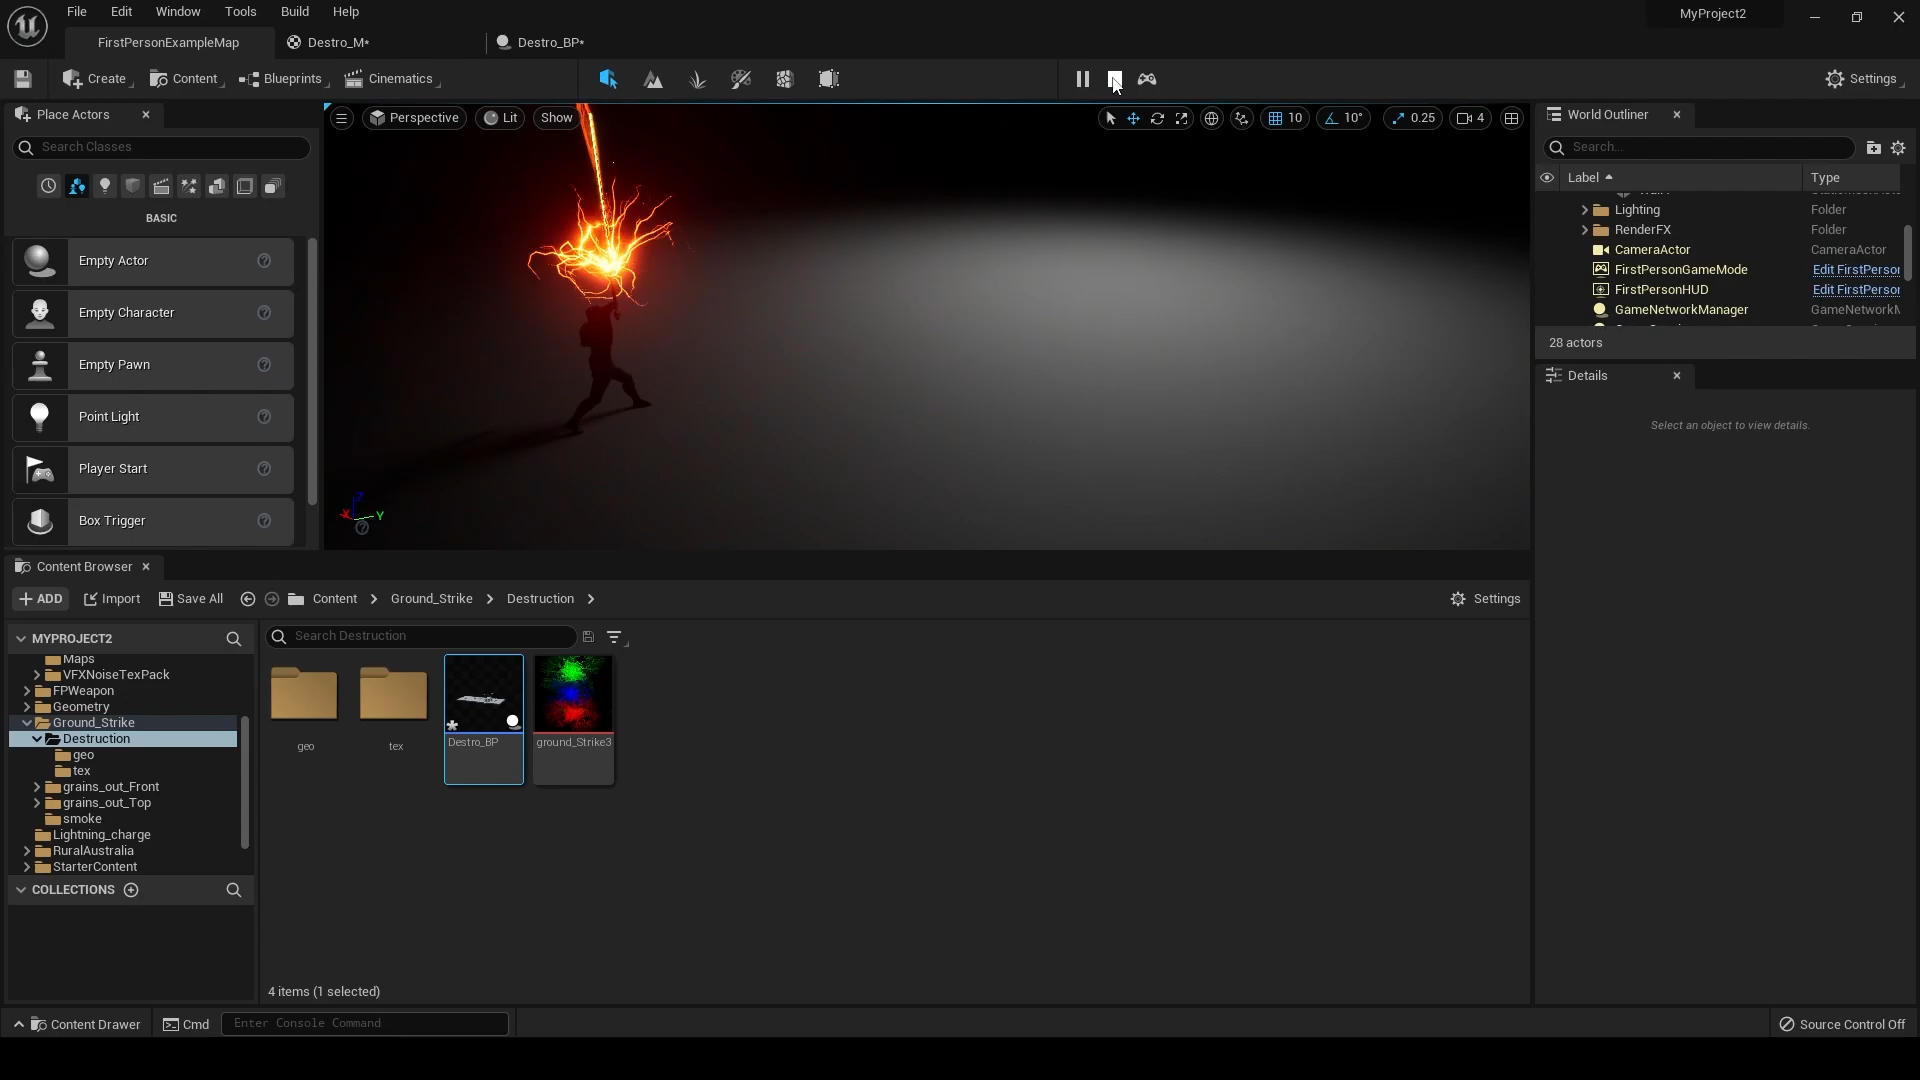 File Edit Window Tools Build Help
MyProject2
FirstPersonExampleMap Destro_M* Destro_BP*
Create Content Blueprints Cinematics Settings
Place Actors
Search Classes
BASIC
Empty Actor
Empty Character
Empty Pawn
Point Light
Player Start
Box Trigger
Perspective Lit Show 10 10° 0.25 4
X Y Z
World Outliner
Search...
Label Type
Lighting Folder
RenderFX Folder
CameraActor CameraActor
FirstPersonGameMode Edit FirstPerson
FirstPersonHUD Edit FirstPerson
GameNetworkManager GameNetworkM
28 actors
Details
Select an object to view details.
Content Browser
ADD Import Save All Content Ground_Strike Destruction Settings
MYPROJECT2
Maps
VFXNoiseTexPack
FPWeapon
Geometry
Ground_Strike
Destruction
geo
tex
grains_out_Front
grains_out_Top
smoke
Lightning_charge
RuralAustralia
StarterContent
COLLECTIONS
Search Destruction
geo tex Destro_BP ground_Strike3
4 items (1 selected)
Content Drawer Cmd Enter Console Command Source Control Off